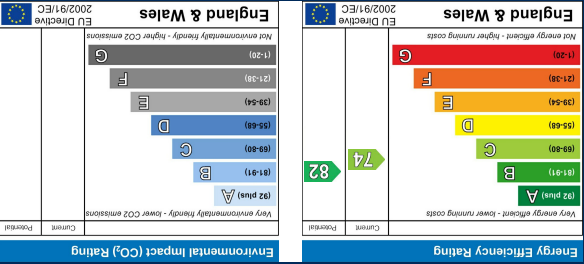 Energy Efficiency Rating
Current Potential
Very energy efficient - lower running costs
(92 plus) A
(81-91) B
(69-80) C
(55-68) D
(39-54) E
(21-38) F
(1-20) G
74
82
Not energy efficient - higher running costs
England & Wales
EU Directive
2002/91/EC
Environmental Impact (CO₂) Rating
Current Potential
Very environmentally friendly - lower CO2 emissions
(92 plus) A
(81-91) B
(69-80) C
(55-68) D
(39-54) E
(21-38) F
(1-20) G
Not environmentally friendly - higher CO2 emissions
England & Wales
EU Directive
2002/91/EC